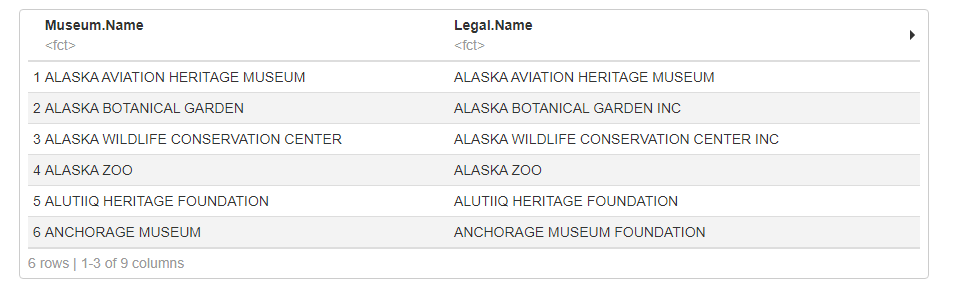 Museum.Name Legal.Name
<fct> <fct>
1 ALASKA AVIATION HERITAGE MUSEUM ALASKA AVIATION HERITAGE MUSEUM
2 ALASKA BOTANICAL GARDEN ALASKA BOTANICAL GARDEN INC
3 ALASKA WILDLIFE CONSERVATION CENTER ALASKA WILDLIFE CONSERVATION CENTER INC
4 ALASKA ZOO ALASKA ZOO
5 ALUTIIQ HERITAGE FOUNDATION ALUTIIQ HERITAGE FOUNDATION
6 ANCHORAGE MUSEUM ANCHORAGE MUSEUM FOUNDATION
6 rows | 1-3 of 9 columns